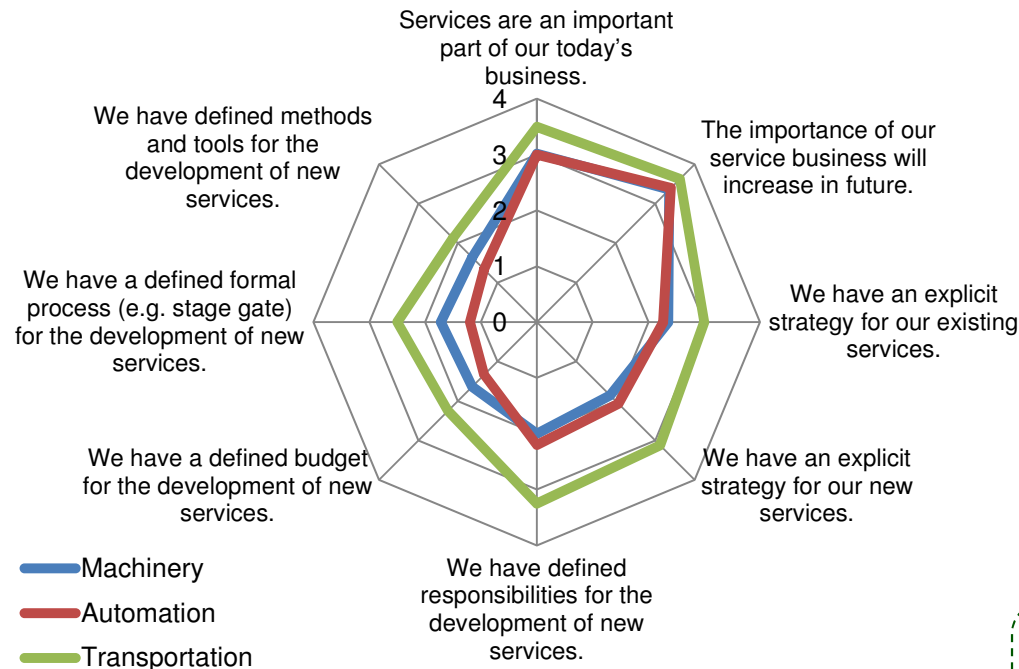 Services are an important
part of our today's
business.
4
3
2
1
0
The importance of our
service business will
increase in future.
We have an explicit
strategy for our existing
services.
We have an explicit
strategy for our new
services.
We have defined
responsibilities for the
development of new
services.
We have a defined budget
for the development of new
services.
We have a defined formal
process (e.g. stage gate)
for the development of new
services.
We have defined methods
and tools for the
development of new
services.
Machinery
Automation
Transportation